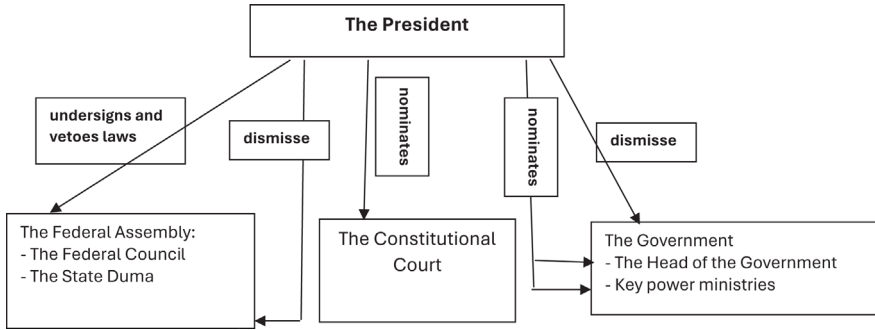 The President
undersigns and
vetoes laws
dismisse
nominates
nominates
dismisse
The Federal Assembly:
- The Federal Council
- The State Duma
The Constitutional
Court
The Government
- The Head of the Government
- Key power ministries